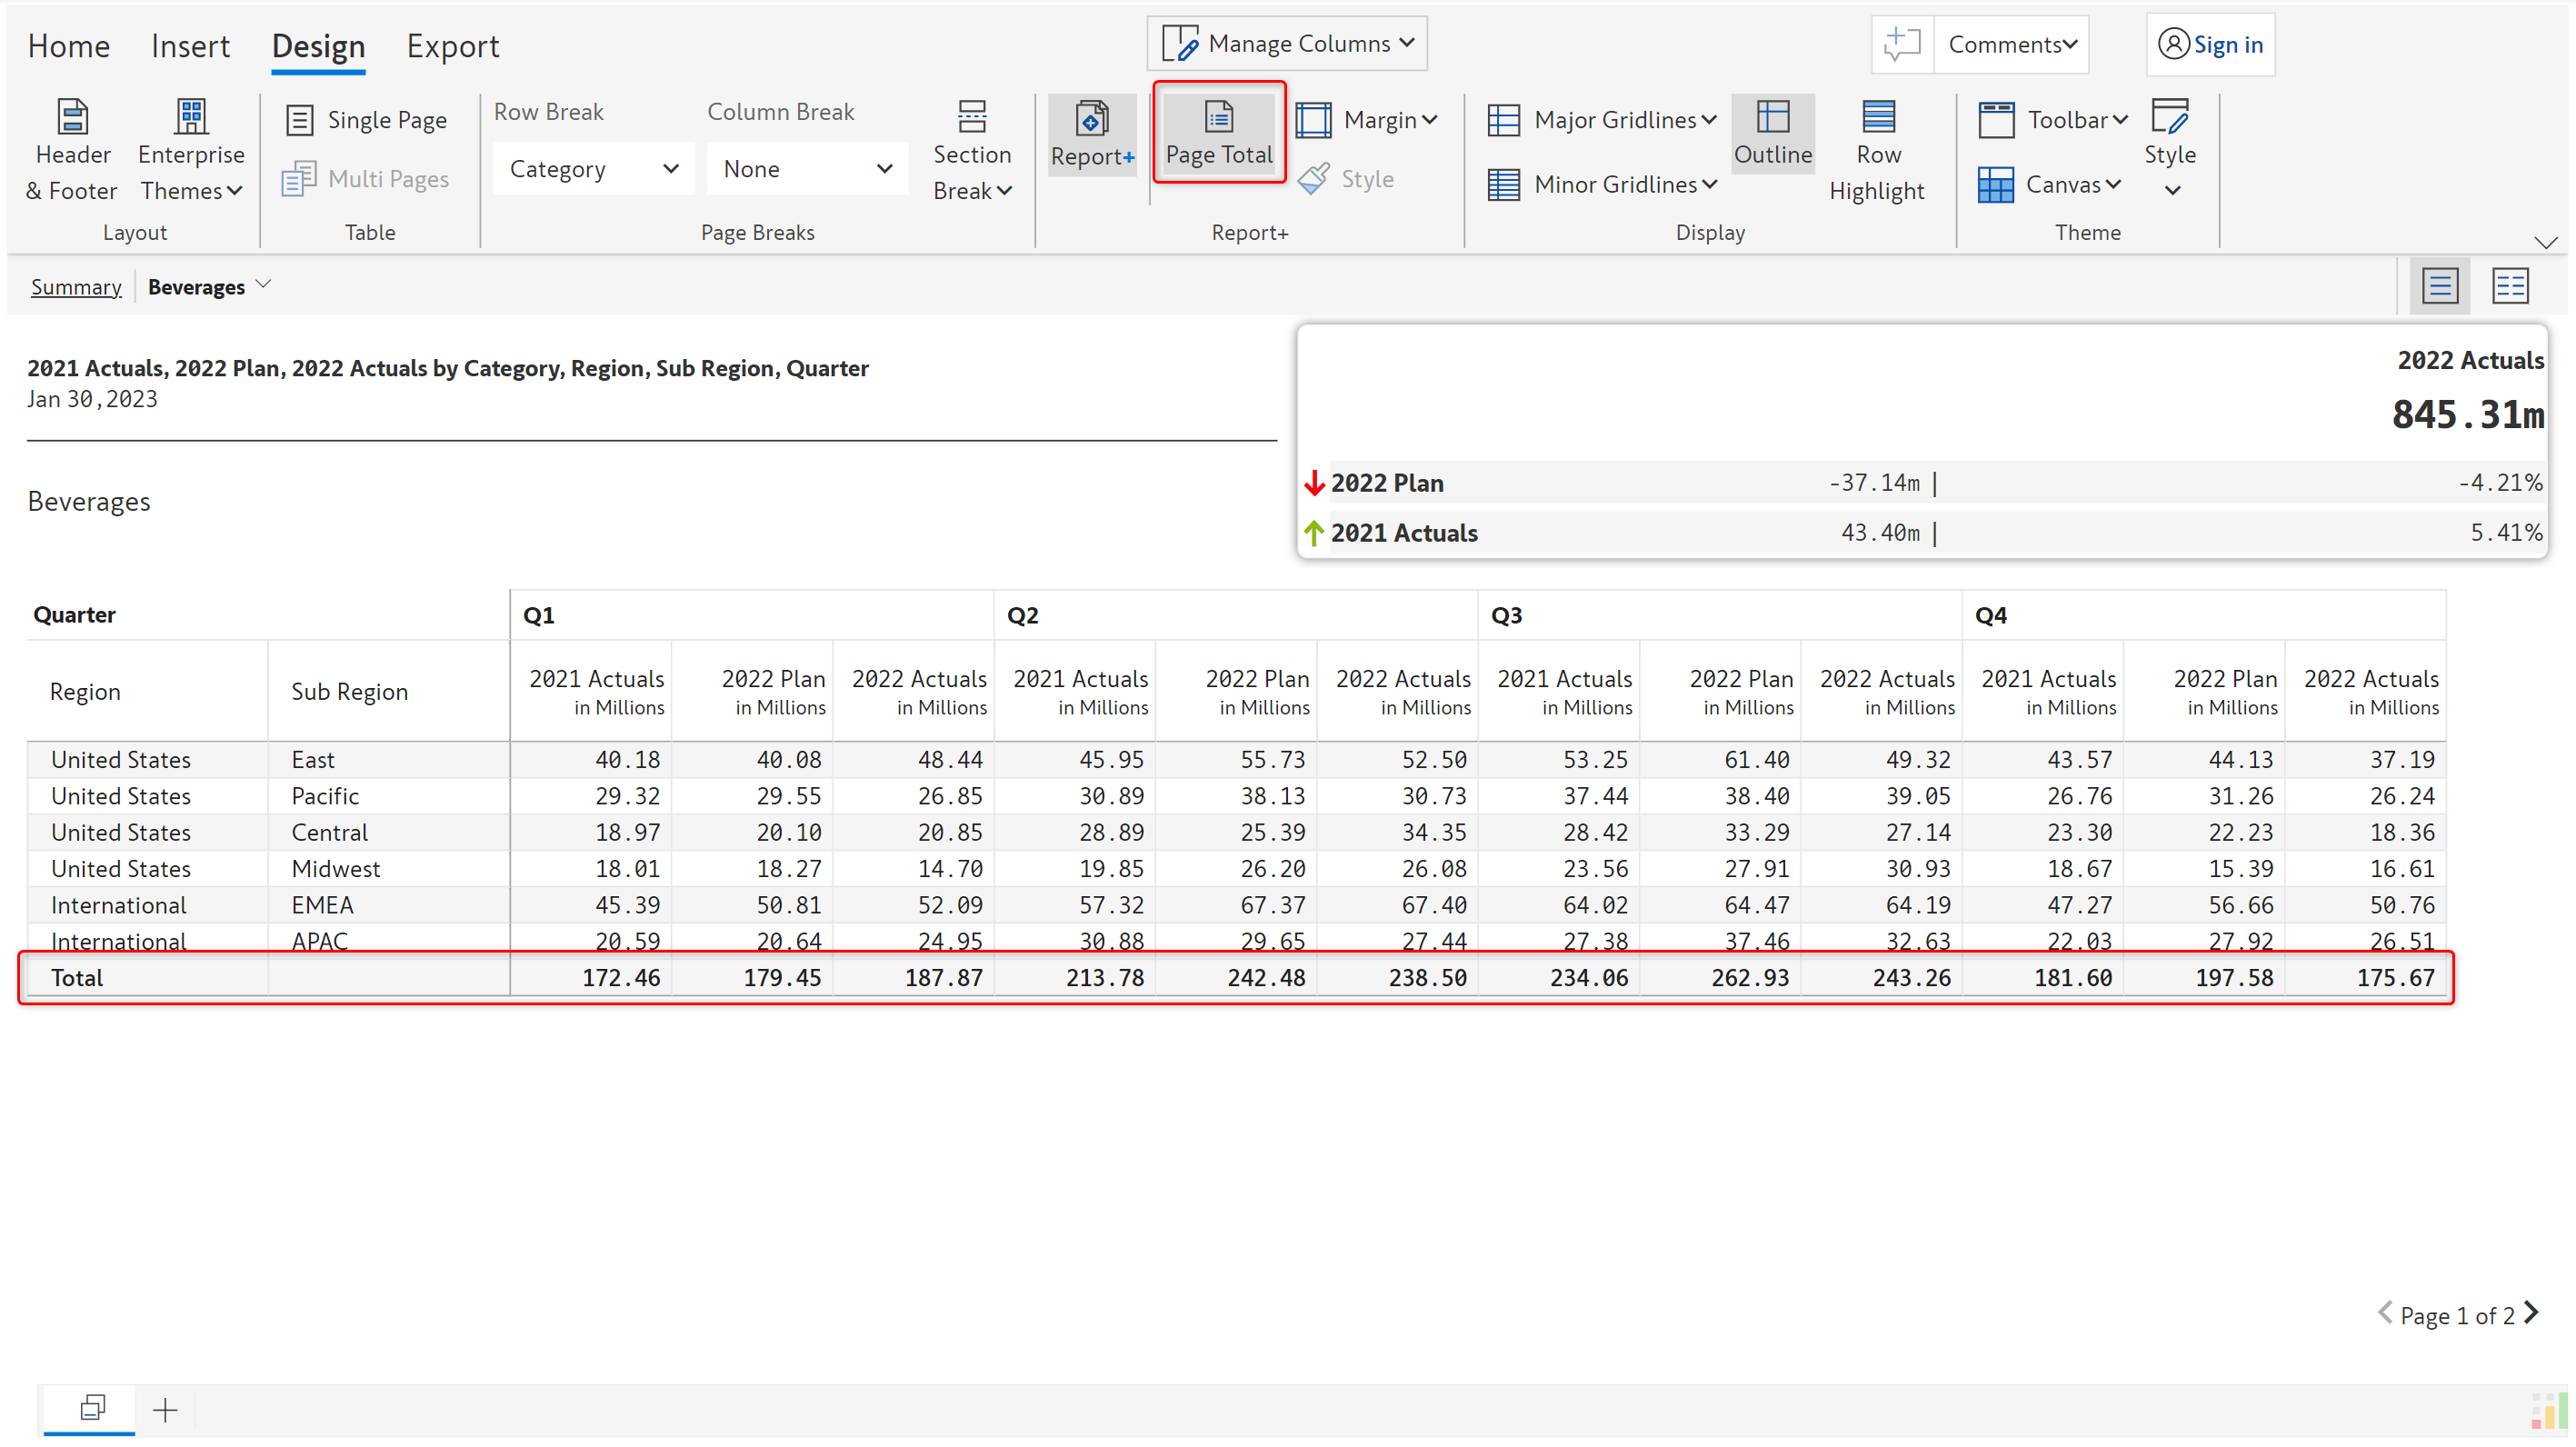 Home Insert Design Export Manage Columns Comments Sign in
Header & Footer
Enterprise Themes
Layout
Single Page
Multi Pages
Table
Row Break
Category
Column Break
None
Section Break
Page Breaks
Report+
Page Total
Margin
Style
Report+
Major Gridlines
Minor Gridlines
Outline
Row Highlight
Display
Toolbar
Canvas
Style
Theme
Summary Beverages
2021 Actuals, 2022 Plan, 2022 Actuals by Category, Region, Sub Region, Quarter
Jan 30,2023
Beverages
2022 Actuals
845.31m
2022 Plan -37.14m | -4.21%
2021 Actuals 43.40m | 5.41%
Quarter Q1 Q2 Q3 Q4
Region Sub Region 2021 Actuals 2022 Plan 2022 Actuals 2021 Actuals 2022 Plan 2022 Actuals 2021 Actuals 2022 Plan 2022 Actuals 2021 Actuals 2022 Plan 2022 Actuals
in Millions in Millions in Millions in Millions in Millions in Millions in Millions in Millions in Millions in Millions in Millions in Millions
United States East 40.18 40.08 48.44 45.95 55.73 52.50 53.25 61.40 49.32 43.57 44.13 37.19
United States Pacific 29.32 29.55 26.85 30.89 38.13 30.73 37.44 38.40 39.05 26.76 31.26 26.24
United States Central 18.97 20.10 20.85 28.89 25.39 34.35 28.42 33.29 27.14 23.30 22.23 18.36
United States Midwest 18.01 18.27 14.70 19.85 26.20 26.08 23.56 27.91 30.93 18.67 15.39 16.61
International EMEA 45.39 50.81 52.09 57.32 67.37 67.40 64.02 64.47 64.19 47.27 56.66 50.76
International APAC 20.59 20.64 24.95 30.88 29.65 27.44 27.38 37.46 32.63 22.03 27.92 26.51
Total 172.46 179.45 187.87 213.78 242.48 238.50 234.06 262.93 243.26 181.60 197.58 175.67
Page 1 of 2